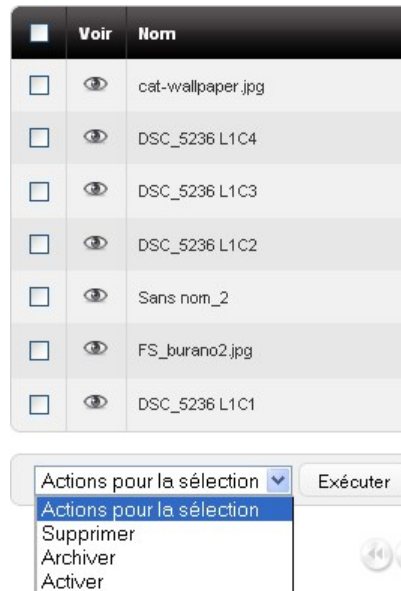 Voir Nom
cat-wallpaper.jpg
DSC_5236 L1C4
DSC_5236 L1C3
DSC_5236 L1C2
Sans nom_2
FS_burano2.jpg
DSC_5236 L1C1
Actions pour la sélection Exécuter
Actions pour la sélection
Supprimer
Archiver
Activer